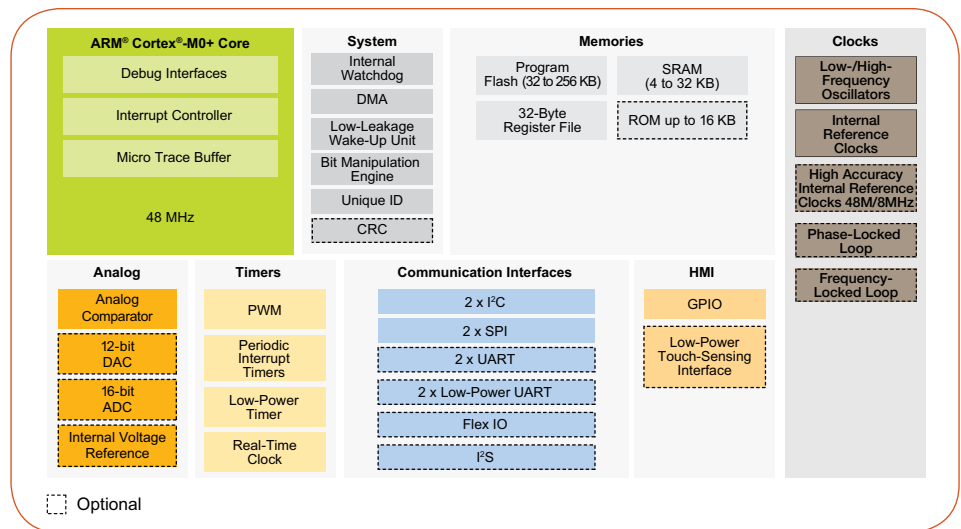 ARM® Cortex®-M0+ Core
Debug Interfaces
Interrupt Controller
Micro Trace Buffer
48 MHz
System
Internal
Watchdog
DMA
Low-Leakage
Wake-Up Unit
Bit Manipulation
Engine
Unique ID
CRC
Memories
Program
Flash (32 to 256 KB)
SRAM
(4 to 32 KB)
32-Byte
Register File
ROM up to 16 KB
Clocks
Low-/High-
Frequency
Oscillators
Internal
Reference
Clocks
High Accuracy
Internal Reference
Clocks 48M/8MHz
Phase-Locked
Loop
Frequency-
Locked Loop
Analog
Analog
Comparator
12-bit
DAC
16-bit
ADC
Internal Voltage
Reference
Timers
PWM
Periodic
Interrupt
Timers
Low-Power
Timer
Real-Time
Clock
Communication Interfaces
2 x I²C
2 x SPI
2 x UART
2 x Low-Power UART
Flex IO
I²S
HMI
GPIO
Low-Power
Touch-Sensing
Interface
Optional